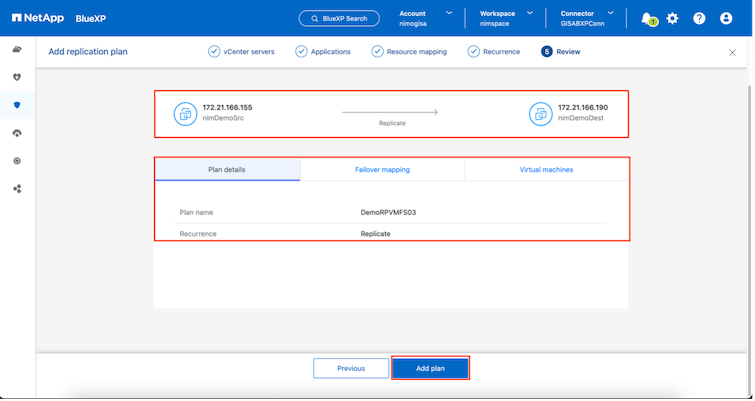 NetApp BlueXP
BlueXP Search
Account
nimogisa
Workspace
nimspace
Connector
GISABXPConn
1
Add replication plan
vCenter servers
Applications
Resource mapping
Recurrence
5 Review
172.21.166.155
nimDemoSrc
Replicate
172.21.166.190
nimDemoDest
Plan details
Failover mapping
Virtual machines
Plan name DemoRPVMFS03
Recurrence Replicate
Previous
Add plan